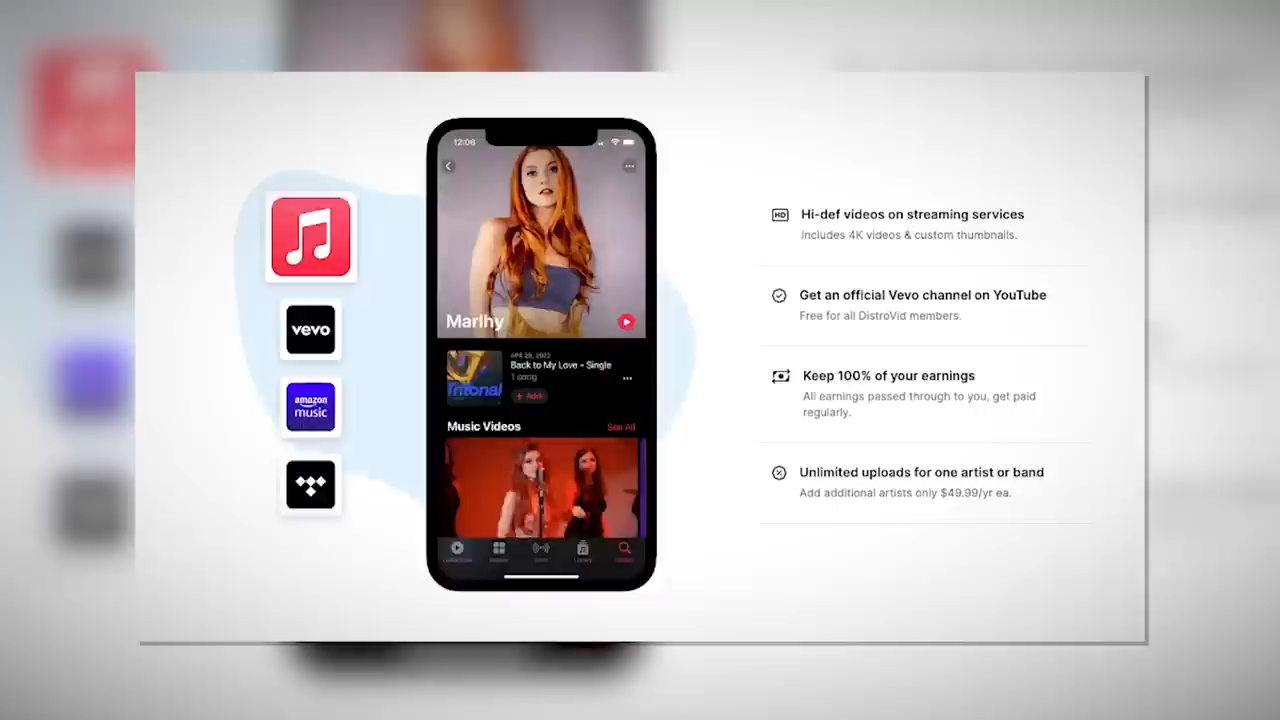 vevo
amazon
music
12:06
Marlhy
APR 28, 2022
Back to My Love - Single
1 song
+ Add
Music Videos
See All
HD
Hi-def videos on streaming services
Includes 4K videos & custom thumbnails.
Get an official Vevo channel on YouTube
Free for all DistroVid members.
Keep 100% of your earnings
All earnings passed through to you, get paid
regularly.
Unlimited uploads for one artist or band
Add additional artists only $49.99/yr ea.